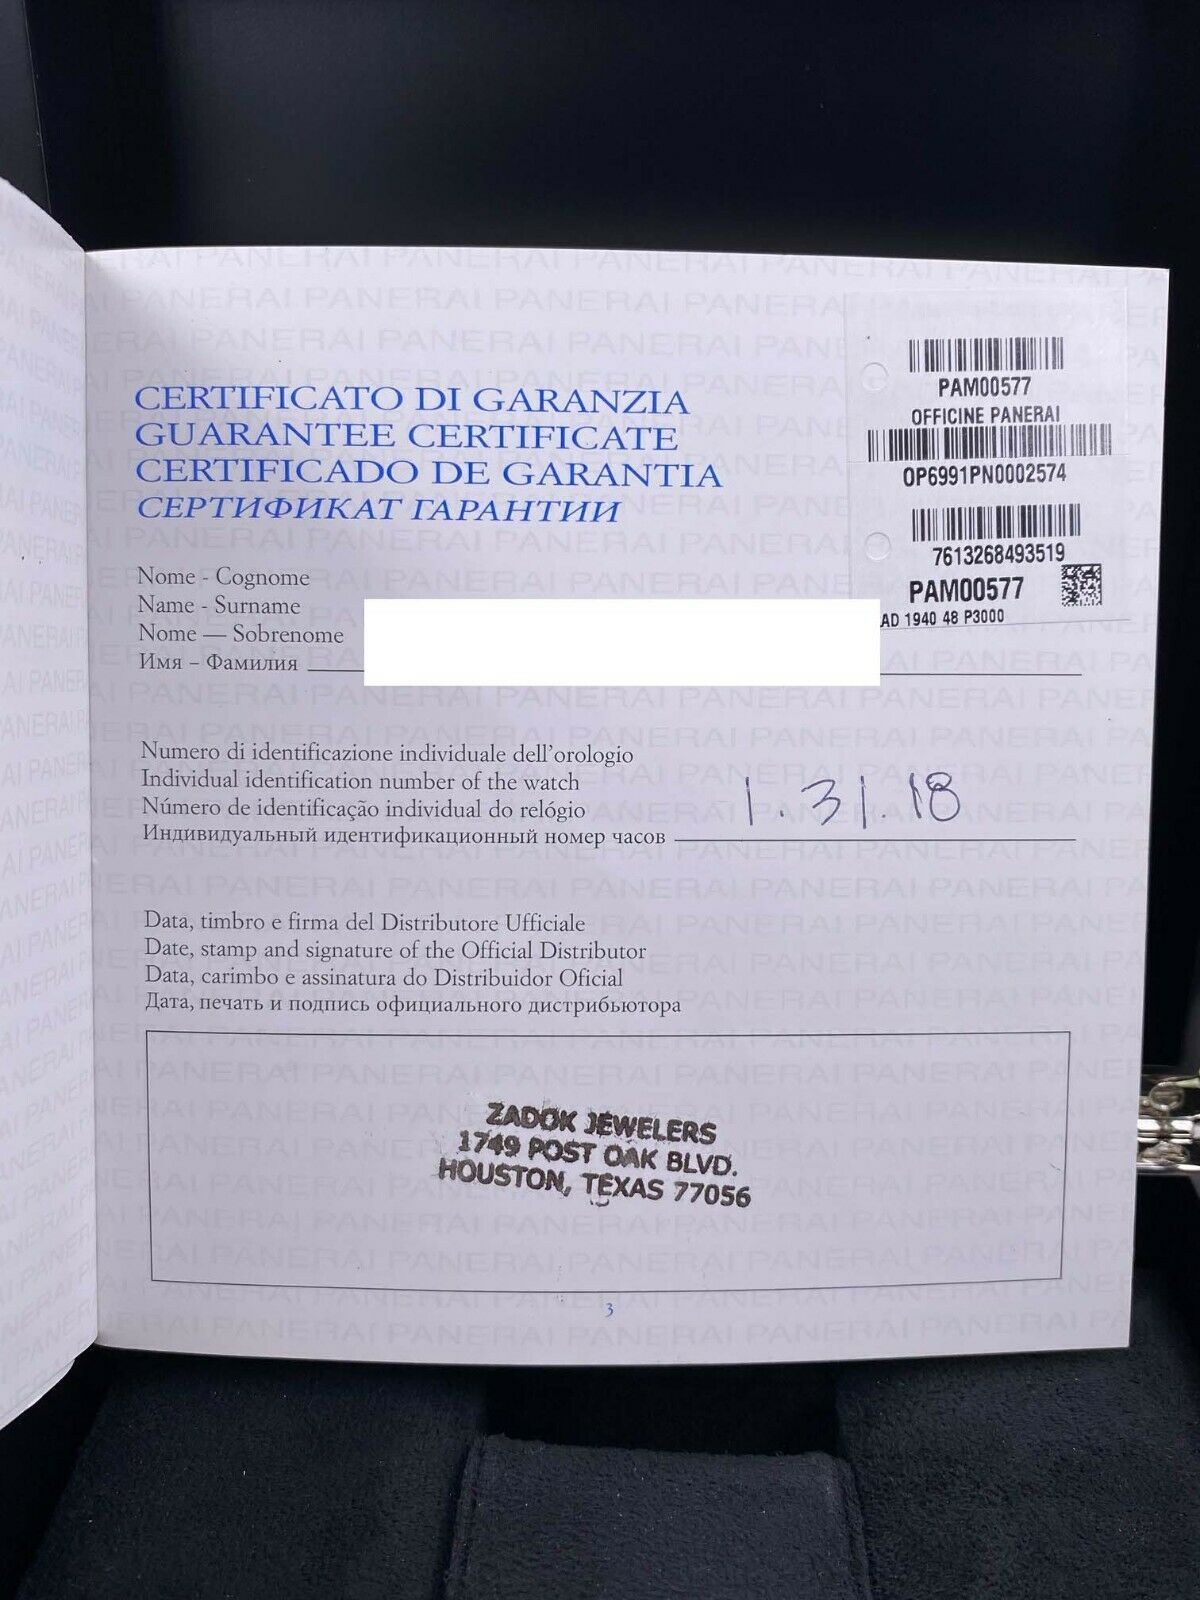 CERTIFICATO DI GARANZIA
GUARANTEE CERTIFICATE
CERTIFICADO DE GARANTIA
СЕРТИФИКАТ ГАРАНТИИ
PAM00577
OFFICINE PANERAI
OP6991PN0002574
7613268493519
PAM00577
AD 1940 48 P3000
Nome - Cognome
Name - Surname
Nome — Sobrenome
Имя – Фамилия
Numero di identificazione individuale dell'orologio
Individual identification number of the watch
Número de identificação individual do relógio
Индивидуальный идентификационный номер часов
1.31.18
Data, timbro e firma del Distributore Ufficiale
Date, stamp and signature of the Official Distributor
Data, carimbo e assinatura do Distribuidor Oficial
Дата, печать и подпись официального дистрибьютора
ZADOK JEWELERS
1749 POST OAK BLVD.
HOUSTON, TEXAS 77056
3